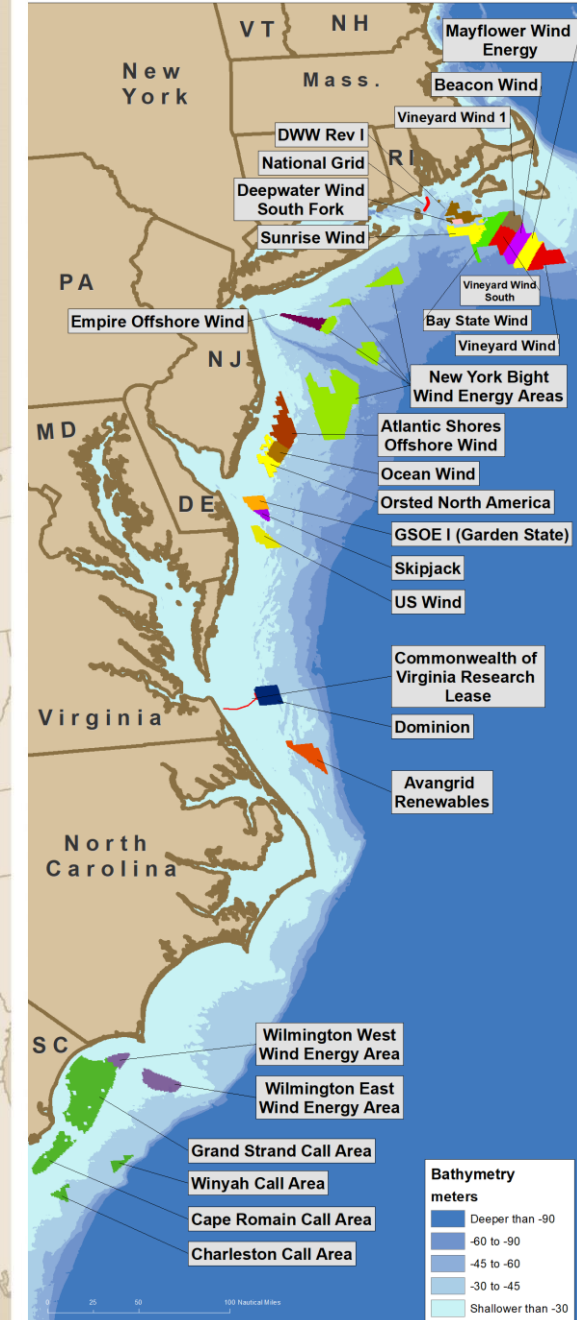 VT
NH
New
York
Mass.
RI
PA
NJ
MD
DE
Virginia
North
Carolina
SC
Mayflower Wind
Energy
Beacon Wind
Vineyard Wind 1
DWW Rev I
National Grid
Deepwater Wind
South Fork
Sunrise Wind
Vineyard Wind
South
Bay State Wind
Vineyard Wind
Empire Offshore Wind
New York Bight
Wind Energy Areas
Atlantic Shores
Offshore Wind
Ocean Wind
Orsted North America
GSOE I (Garden State)
Skipjack
US Wind
Commonwealth of
Virginia Research
Lease
Dominion
Avangrid
Renewables
Wilmington West
Wind Energy Area
Wilmington East
Wind Energy Area
Grand Strand Call Area
Winyah Call Area
Cape Romain Call Area
Charleston Call Area
Bathymetry
meters
Deeper than -90
-60 to -90
-45 to -60
-30 to -45
Shallower than -30
0 25 50 100 Nautical Miles